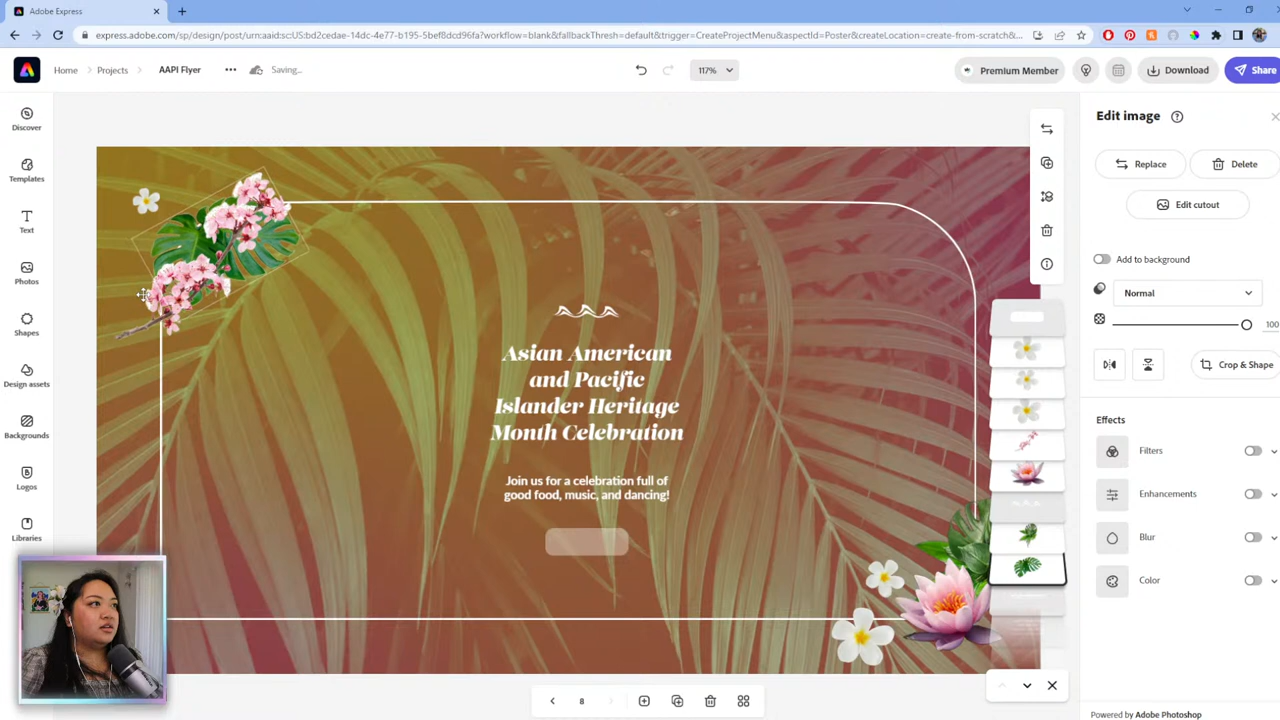 Adobe Express
express.adobe.com/sp/design/post/urn:aaid:sc:US:bd2cedae-14dc-4e77-b195-5bef8dcd96fa?workflow=blank&fallbackThresh=default&trigger=CreateProjectMenu&aspectId=Poster&createLocation=create-from-scratch&...
Home
Projects
AAPI Flyer
Saving...
117%
Premium Member
Download
Share
Discover
Templates
Text
Photos
Shapes
Design assets
Backgrounds
Logos
Libraries
Asian American
and Pacific
Islander Heritage
Month Celebration
Join us for a celebration full of
good food, music, and dancing!
8
Edit image
Replace
Delete
Edit cutout
Add to background
Normal
100
Crop & Shape
Effects
Filters
Enhancements
Blur
Color
Powered by Adobe Photoshop